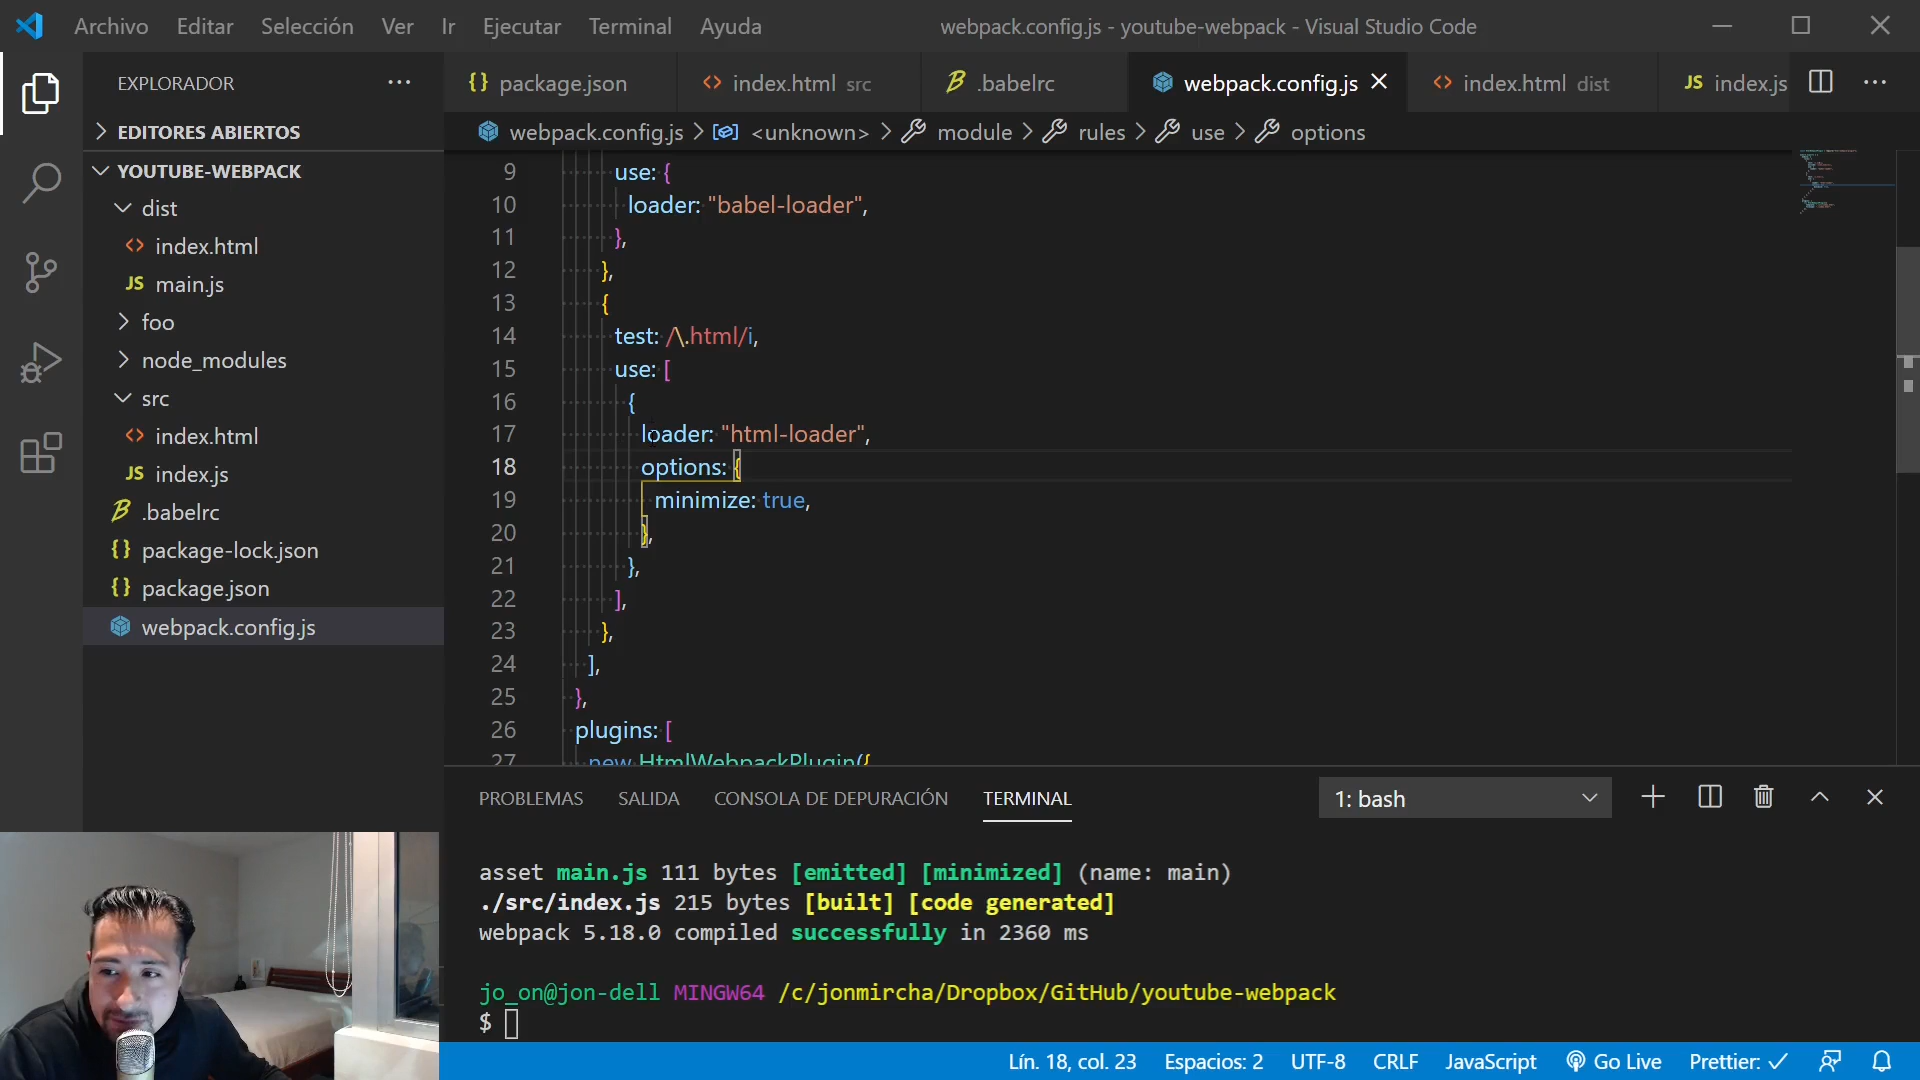 Archivo Editar Selección Ver Ir Ejecutar Terminal Ayuda webpack.config.js - youtube-webpack - Visual Studio Code
EXPLORADOR ···
EDITORES ABIERTOS
YOUTUBE-WEBPACK
dist
index.html
JS main.js
foo
node_modules
src
index.html
JS index.js
.babelrc
{} package-lock.json
{} package.json
webpack.config.js
{} package.json index.html src .babelrc webpack.config.js index.html dist JS index.js
webpack.config.js > <unknown> > module > rules > use > options
9 use: {
10 loader: "babel-loader",
11 },
12 },
13 {
14 test: /\.html/i,
15 use: [
16 {
17 loader: "html-loader",
18 options: {
19 minimize: true,
20 },
21 },
22 ],
23 },
24 ],
25 },
26 plugins: [
27 new HtmlWebpackPlugin({
PROBLEMAS SALIDA CONSOLA DE DEPURACIÓN TERMINAL 1: bash
asset main.js 111 bytes [emitted] [minimized] (name: main)
./src/index.js 215 bytes [built] [code generated]
webpack 5.18.0 compiled successfully in 2360 ms
jo_on@jon-dell MINGW64 /c/jonmircha/Dropbox/GitHub/youtube-webpack
$
Lín. 18, col. 23 Espacios: 2 UTF-8 CRLF JavaScript Go Live Prettier: ✓